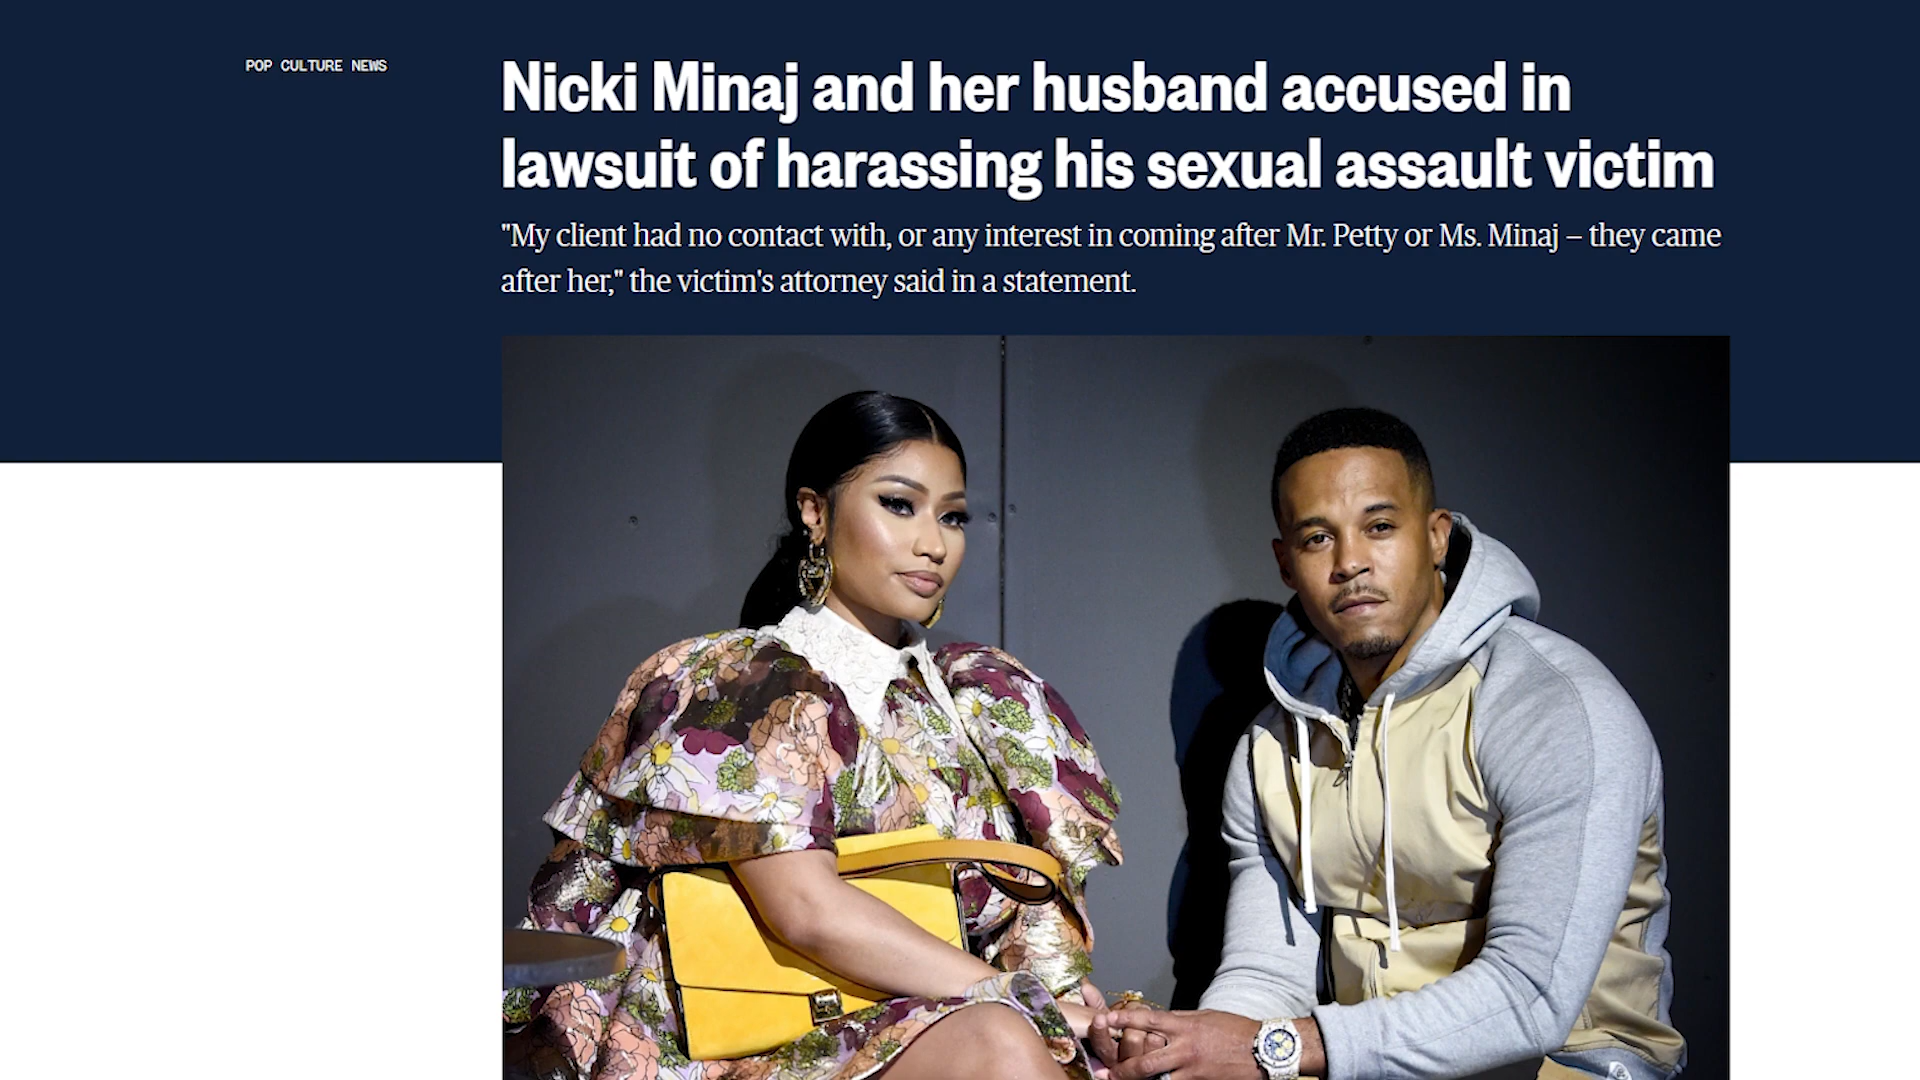 POP CULTURE NEWS
Nicki Minaj and her husband accused in
lawsuit of harassing his sexual assault victim
"My client had no contact with, or any interest in coming after Mr. Petty or Ms. Minaj – they came
after her," the victim's attorney said in a statement.